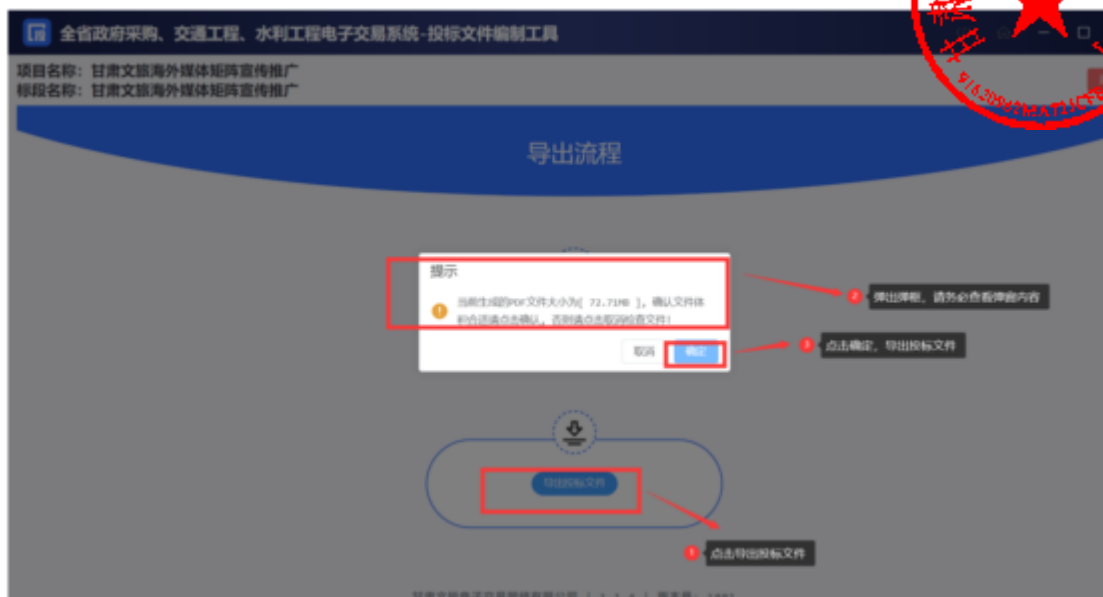 全省政府采购、交通工程、水利工程电子交易系统-投标文件编制工具
项目名称：甘肃文旅海外媒体矩阵宣传推广
标段名称：甘肃文旅海外媒体矩阵宣传推广
导出流程
提示
当前生成的PDF文件大小为[ 72.71MB ]，确认文件体
积合适请点击确认，否则请点击取消检查文件！
取消 确定
2 弹出弹框，请务必查看弹窗内容
3 点击确定，导出投标文件
导出投标文件
1 点击导出投标文件